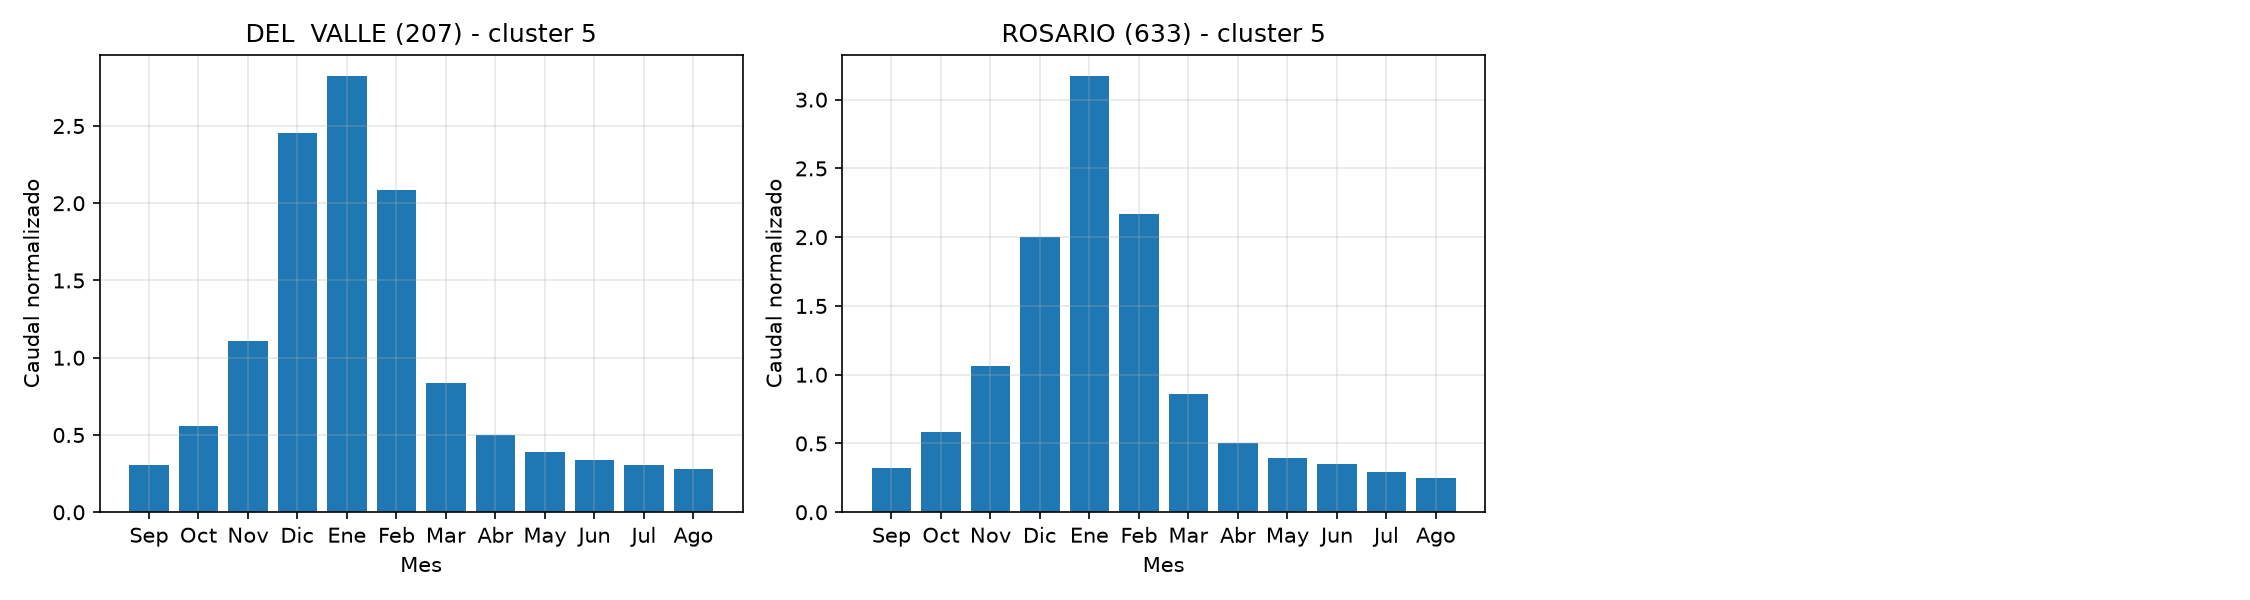 DEL  VALLE (207) - cluster 5
Caudal normalizado
2.5
2.0
1.5
1.0
0.5
0.0
Sep Oct Nov Dic Ene Feb Mar Abr May Jun Jul Ago
Mes
ROSARIO (633) - cluster 5
Caudal normalizado
3.0
2.5
2.0
1.5
1.0
0.5
0.0
Sep Oct Nov Dic Ene Feb Mar Abr May Jun Jul Ago
Mes